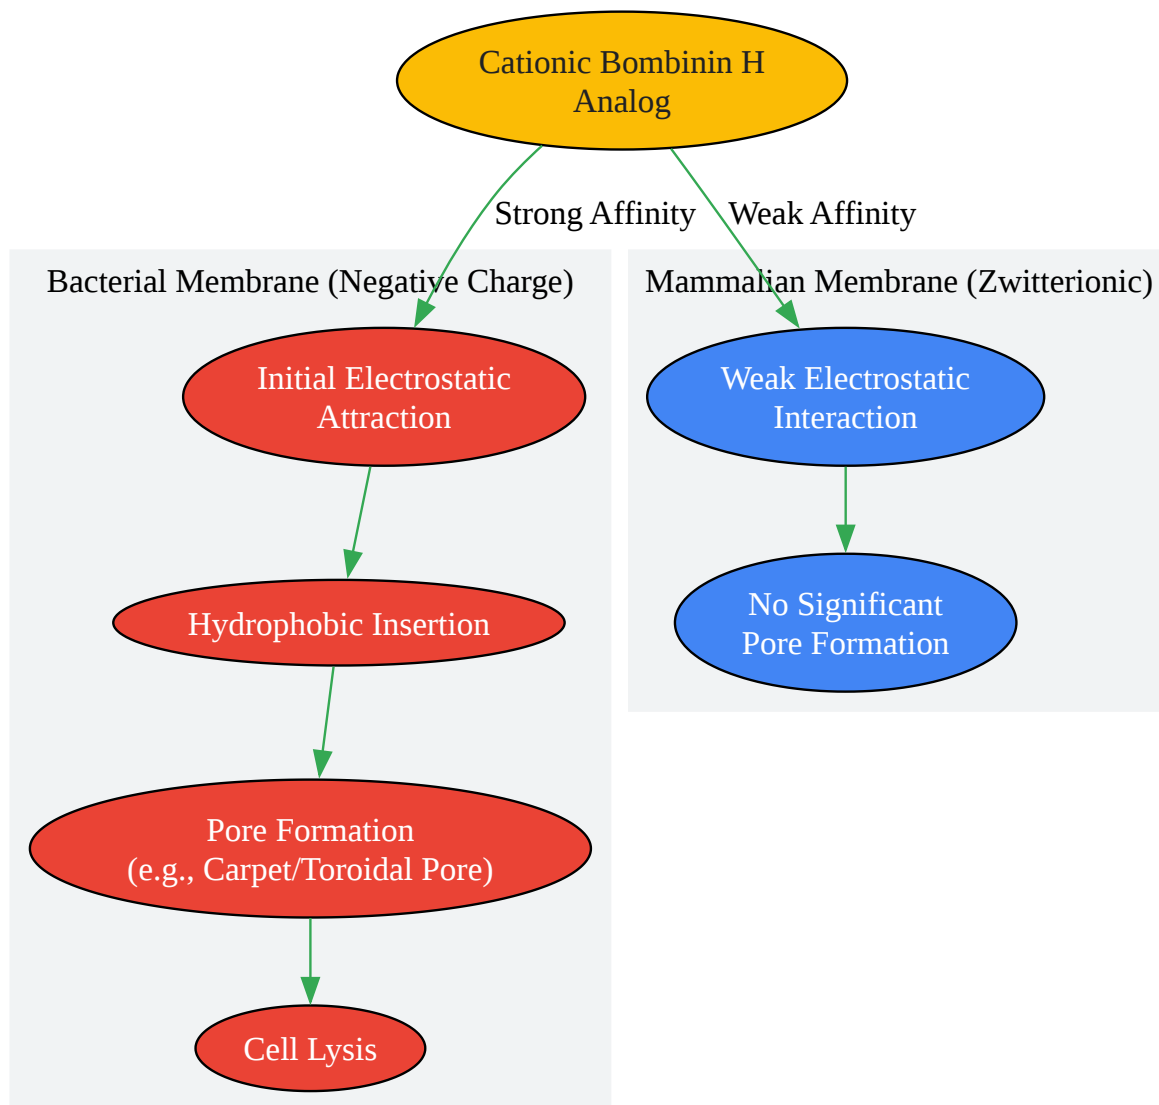 Cationic Bombinin H
Analog
Strong Affinity
Weak Affinity
Bacterial Membrane (Negative Charge)
Mammalian Membrane (Zwitterionic)
Initial Electrostatic
Attraction
Weak Electrostatic
Interaction
Hydrophobic Insertion
No Significant
Pore Formation
Pore Formation
(e.g., Carpet/Toroidal Pore)
Cell Lysis